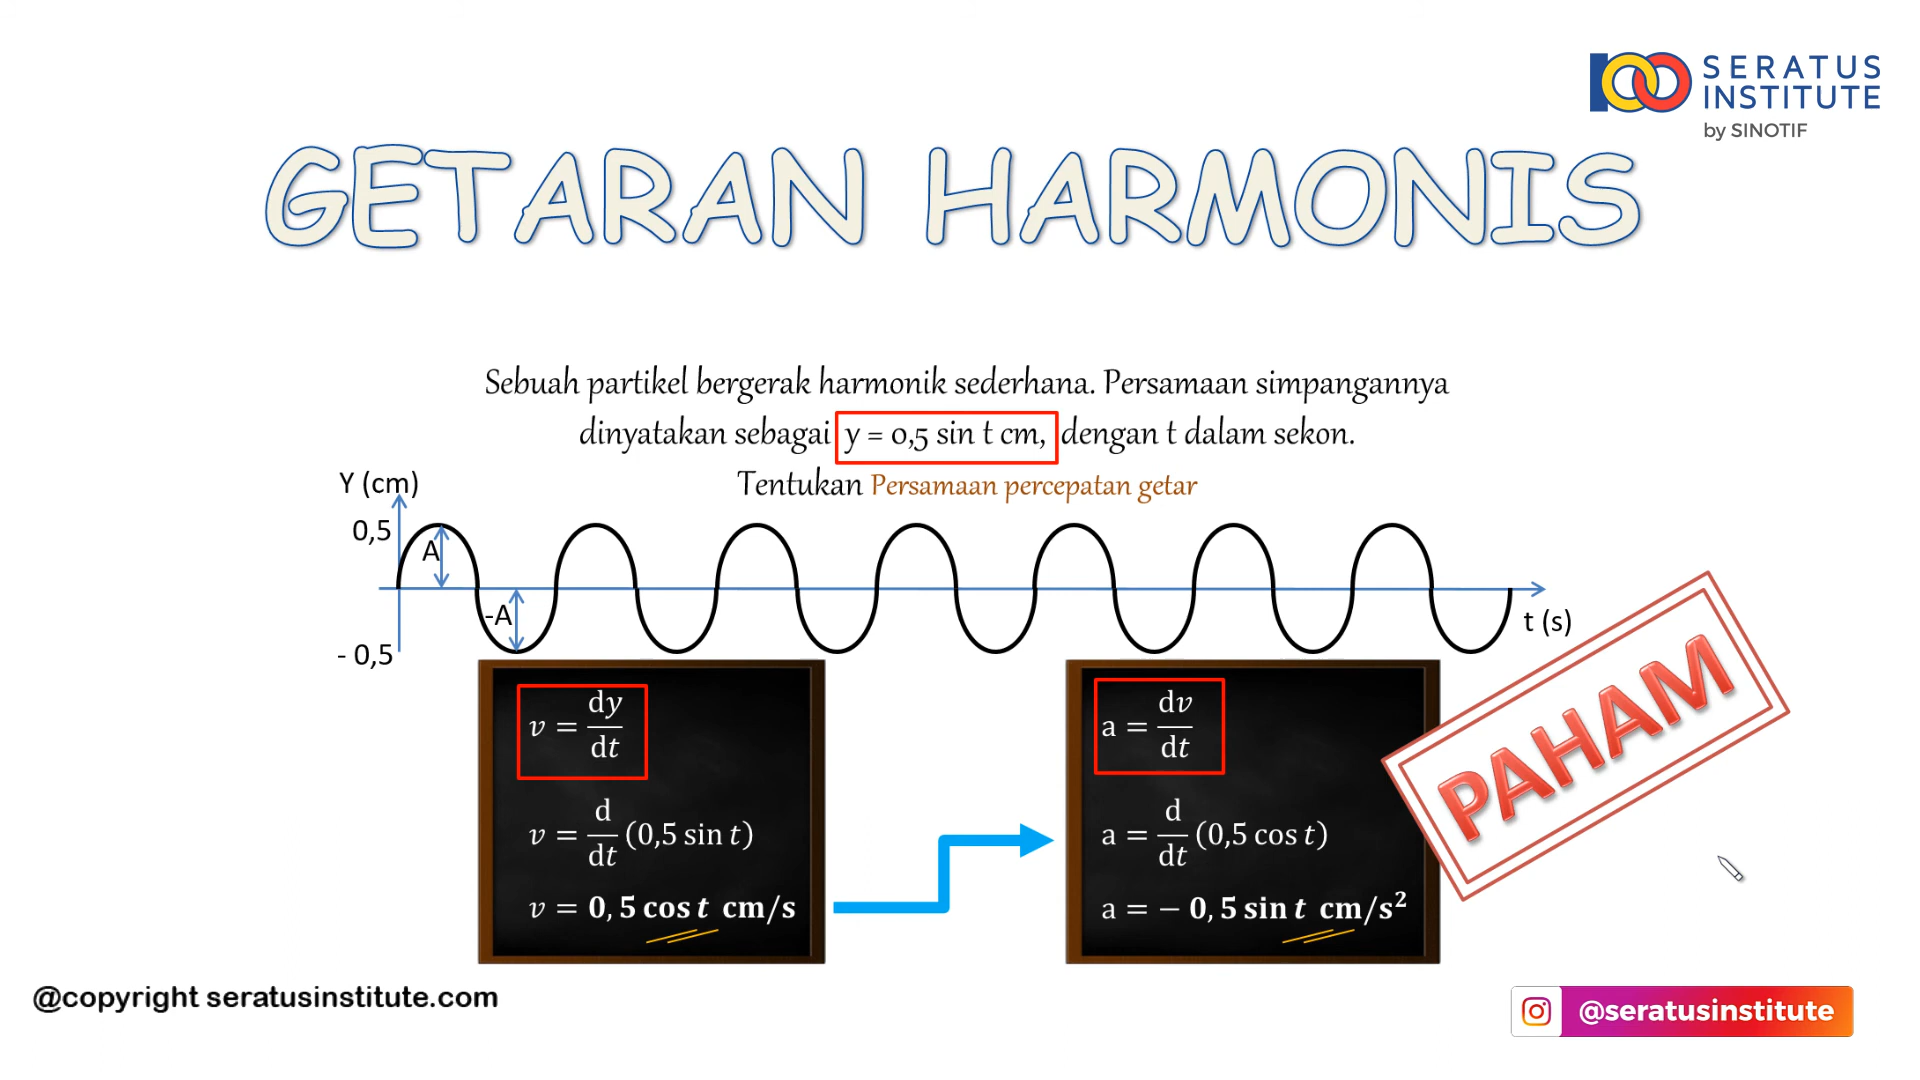 SERATUS
INSTITUTE
by SINOTIF
GETARAN HARMONIS
Sebuah partikel bergerak harmonik sederhana. Persamaan simpangannya
dinyatakan sebagai y = 0,5 sin t cm, dengan t dalam sekon.
Tentukan Persamaan percepatan getar
Y (cm)
0,5
A
-A
- 0,5
t (s)
v = dy/dt
v = d/dt (0,5 sin t)
v = 0, 5 cos t cm/s
a = dv/dt
a = d/dt (0,5 cos t)
a = − 0, 5 sin t cm/s²
PAHAM
@copyright seratusinstitute.com
@seratusinstitute